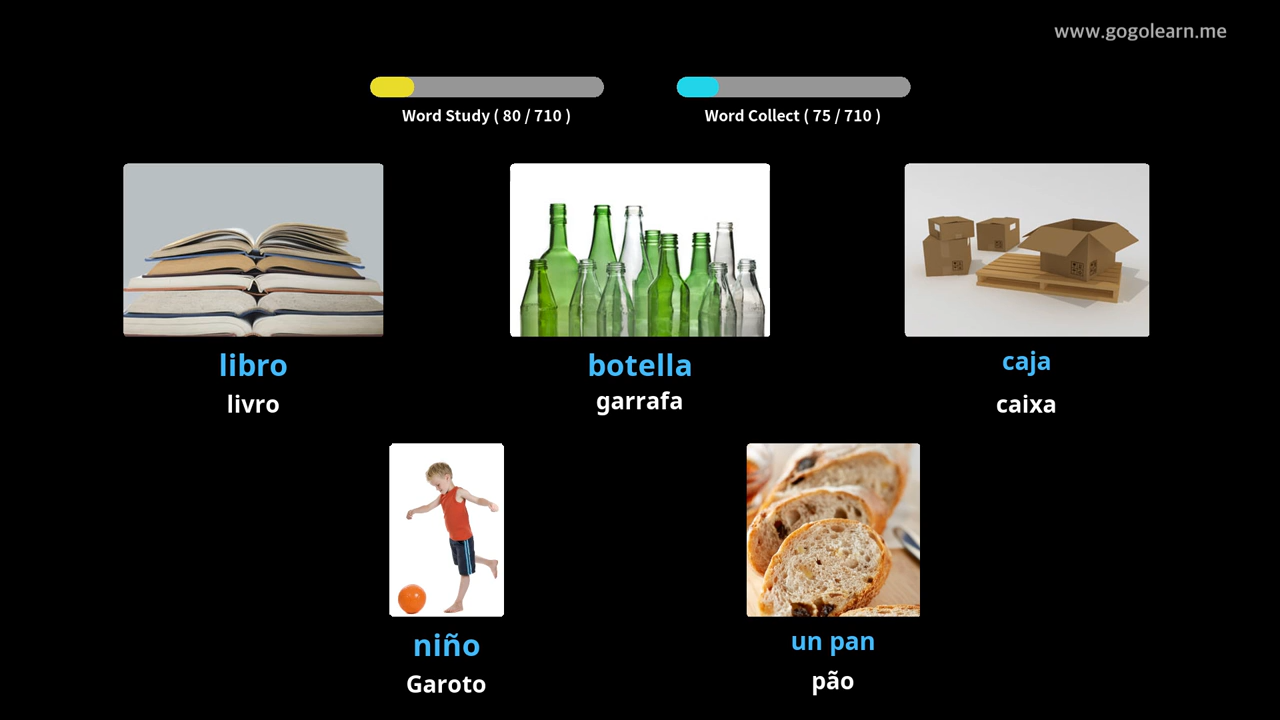 www.gogolearn.me
Word Study ( 80 / 710 )
Word Collect ( 75 / 710 )
libro
livro
botella
garrafa
caja
caixa
niño
Garoto
un pan
pão